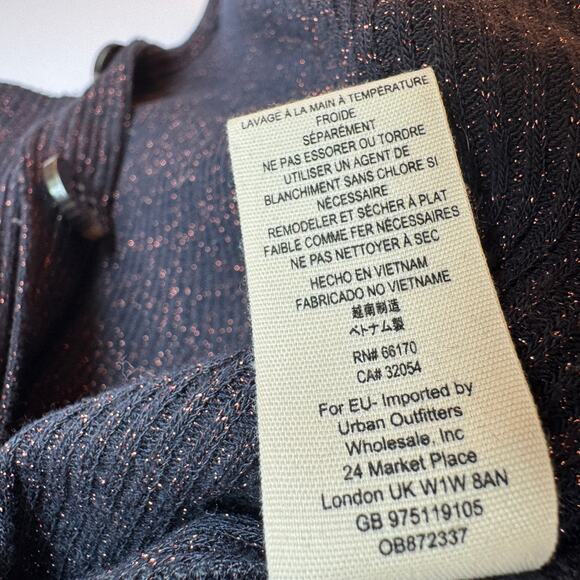 LAVAGE À LA MAIN À TEMPÉRATURE
FROIDE
SÉPARÉMENT
NE PAS ESSORER OU TORDRE
UTILISER UN AGENT DE
BLANCHIMENT SANS CHLORE SI
NÉCESSAIRE
REMODELER ET SÈCHER À PLAT
FAIBLE COMME FER NÉCESSAIRES
NE PAS NETTOYER À SEC
HECHO EN VIETNAM
FABRICADO NO VIETNAME
越南制造
ベトナム製
RN# 66170
CA# 32054
For EU- Imported by
Urban Outfitters
Wholesale, Inc
24 Market Place
London UK W1W 8AN
GB 975119105
OB872337